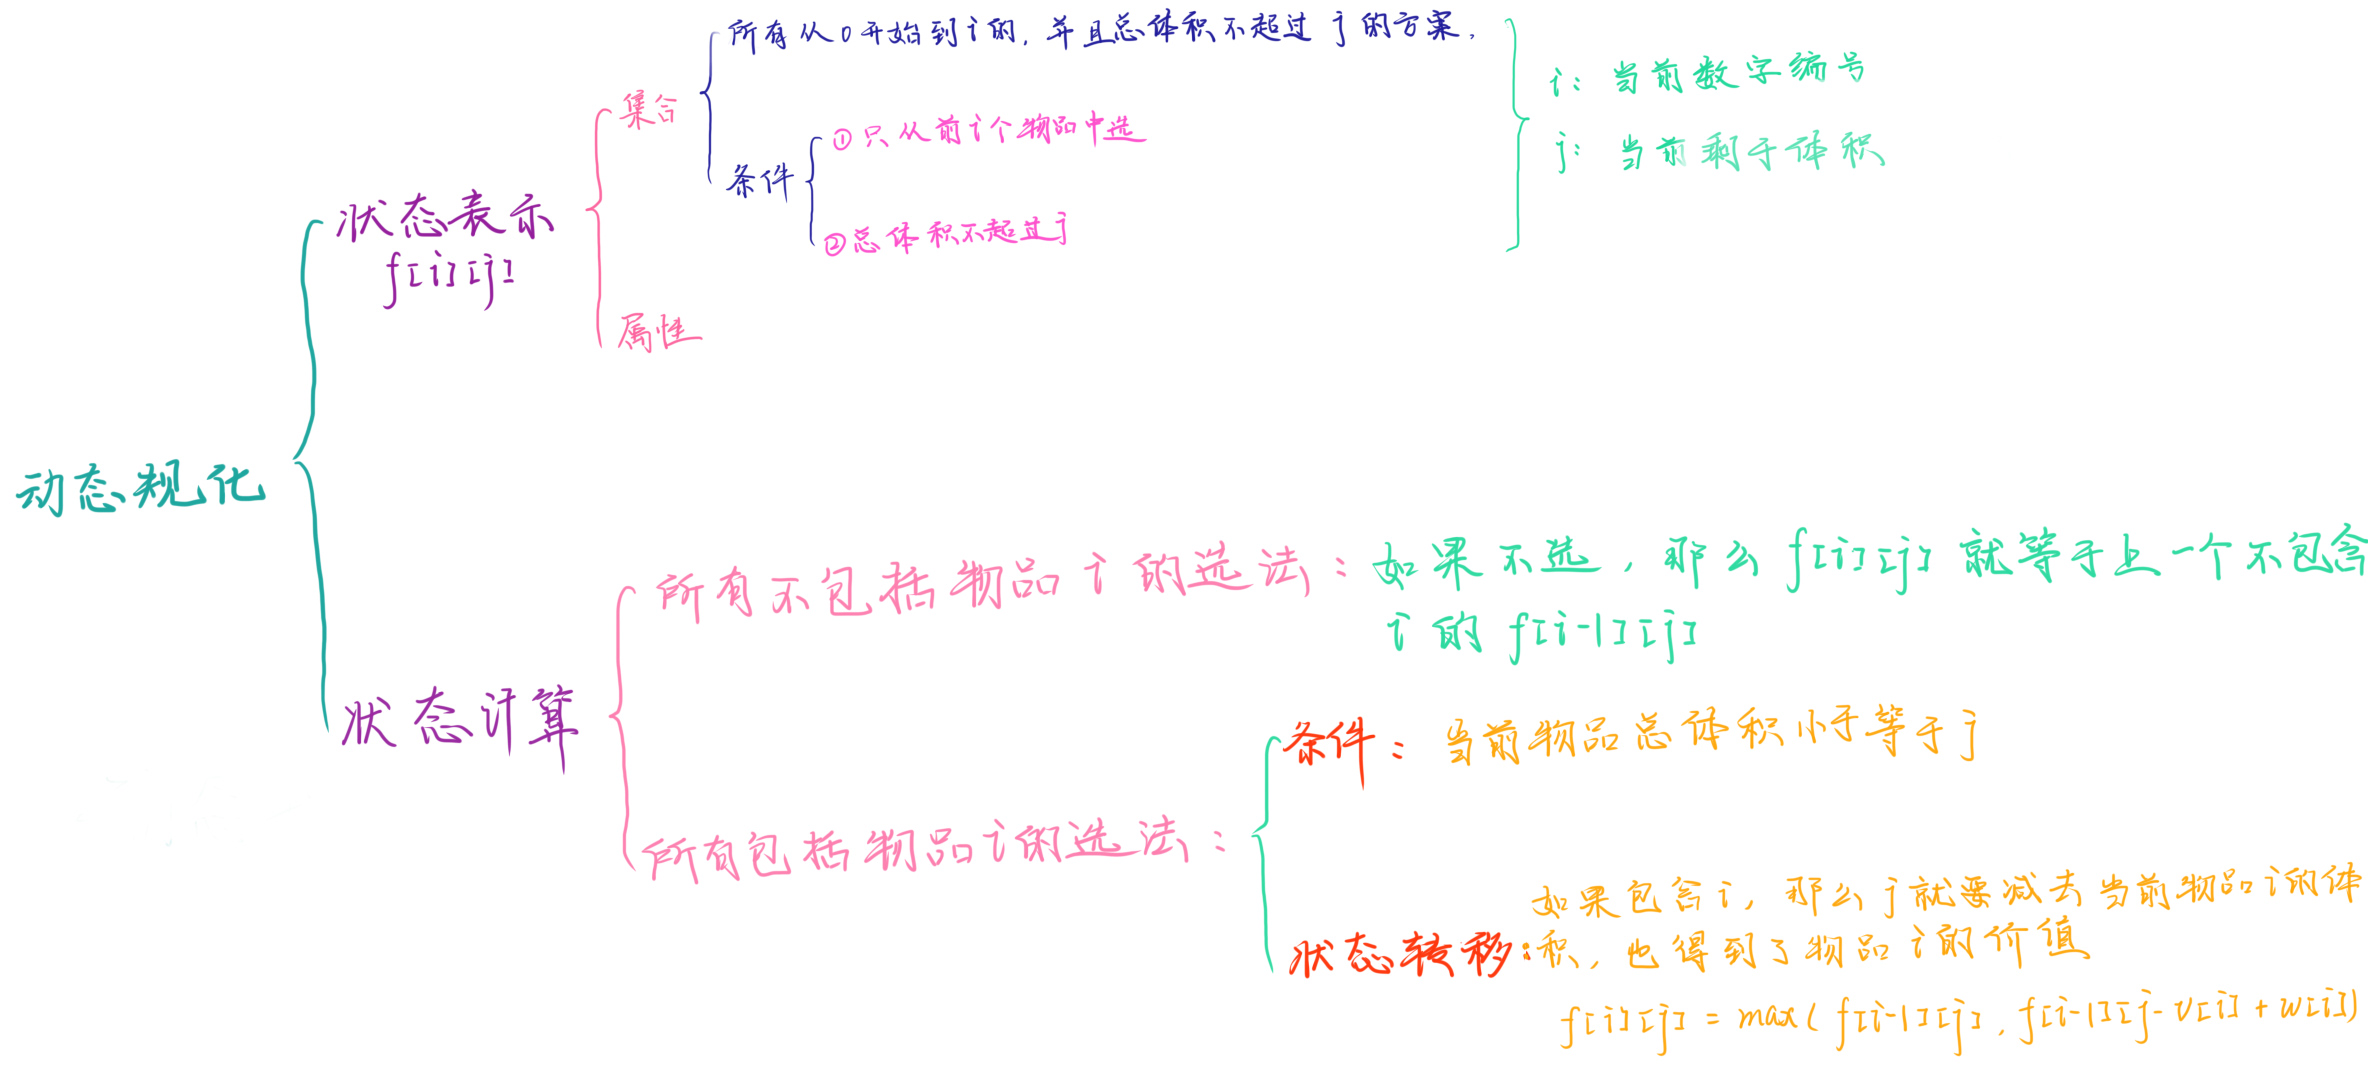 所有从0开始到i的，并且总体积不超过j的方案，
i：当前数字编号
集合
①只从前i个物品中选
j：当前剩于体积
条件
状态表示
②总体积不超过j
f[i][j]
属性
动态规化
所有不包括物品i的选法：如果不选，那么f[i][j]就等于上一个不包含
i的f[i-1][j]
状态计算
条件：当前物品总体积小于等于j
所有包括物品i的选法：
如果包含i，那么j就要减去当前物品i的体
状态转移：积，也得到了物品i的价值
f[i][j] = max( f[i-1][j], f[i-1][j-v[i] + w[i])